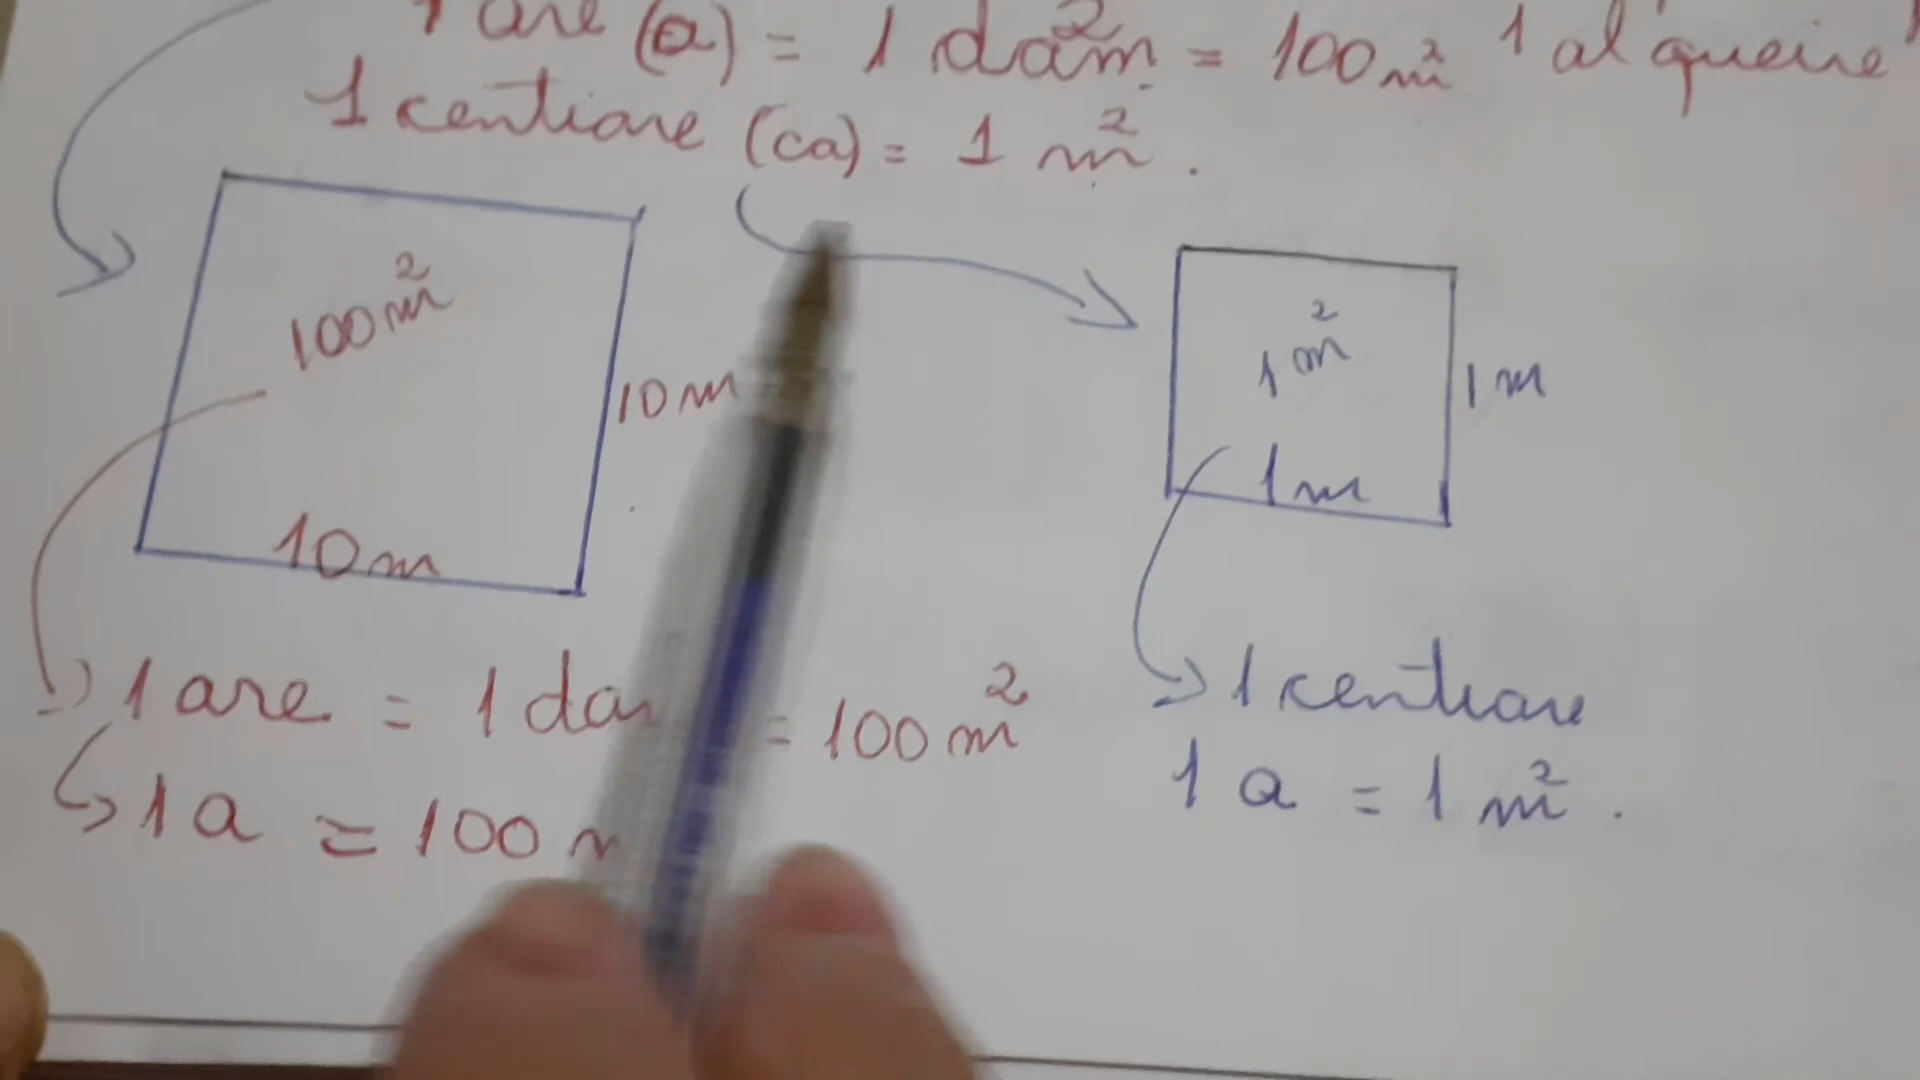 1 are (a) = 1 dam² = 100 m² 1 alqueire
1 centiare (ca) = 1 m².
100 m²
10 m
10 m
1 m²
1 m
1 m
1 are = 1 = 100 m²
1 a = 100
1 centiare
1 a = 1 m².